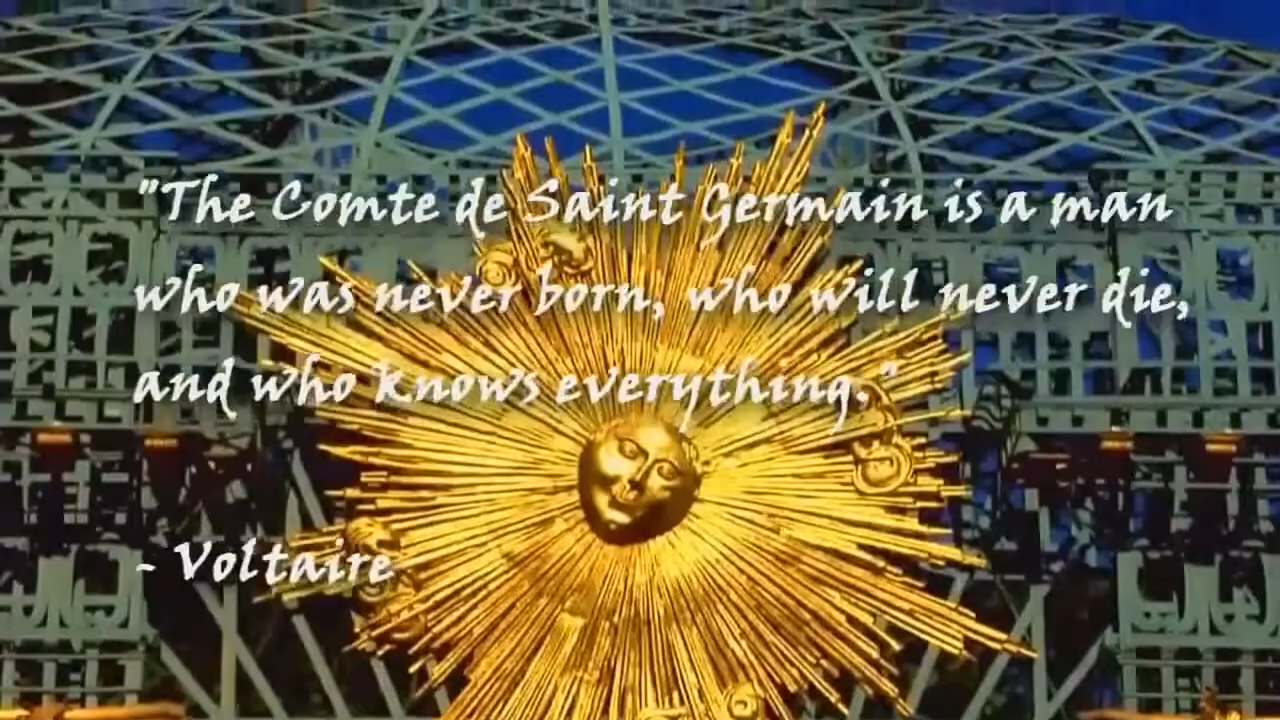 "The Comte de Saint Germain is a man
who was never born, who will never die,
and who knows everything."
- Voltaire